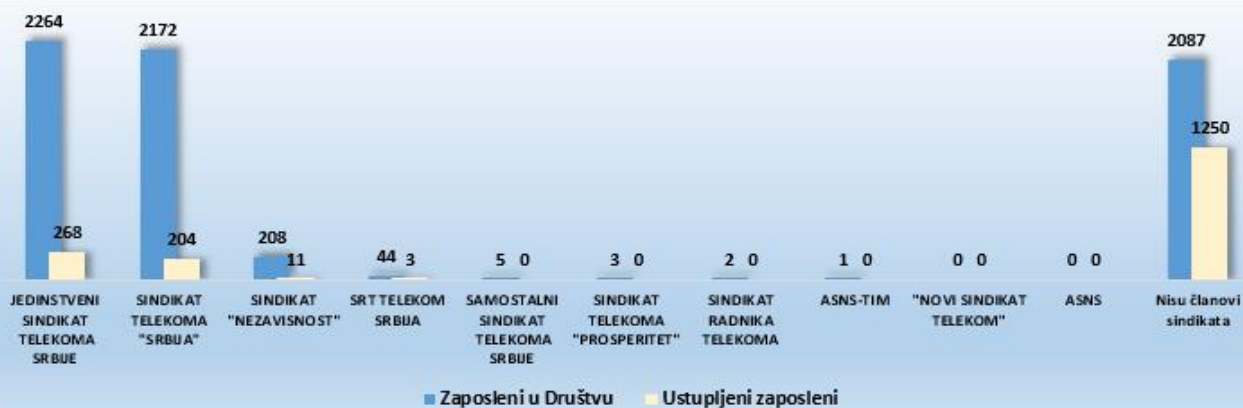 2264
268
2172
204
208
11
44
3
5
0
3
0
2
0
1
0
0
0
0
0
2087
1250
JEDINSTVENI
SINDIKAT
TELEKOMA
SRBIJE
SINDIKAT
TELEKOMA
"SRBIJA"
SINDIKAT
"NEZAVISNOST"
SRT TELEKOM
SRBIJA
SAMOSTALNI
SINDIKAT
TELEKOMA
SRBIJE
SINDIKAT
TELEKOMA
"PROSPERITET"
SINDIKAT
RADNIKA
TELEKOMA
ASNS-TIM
"NOVI SINDIKAT
TELEKOM"
ASNS
Nisu članovi
sindikata
Zaposleni u Društvu
Ustupljeni zaposleni